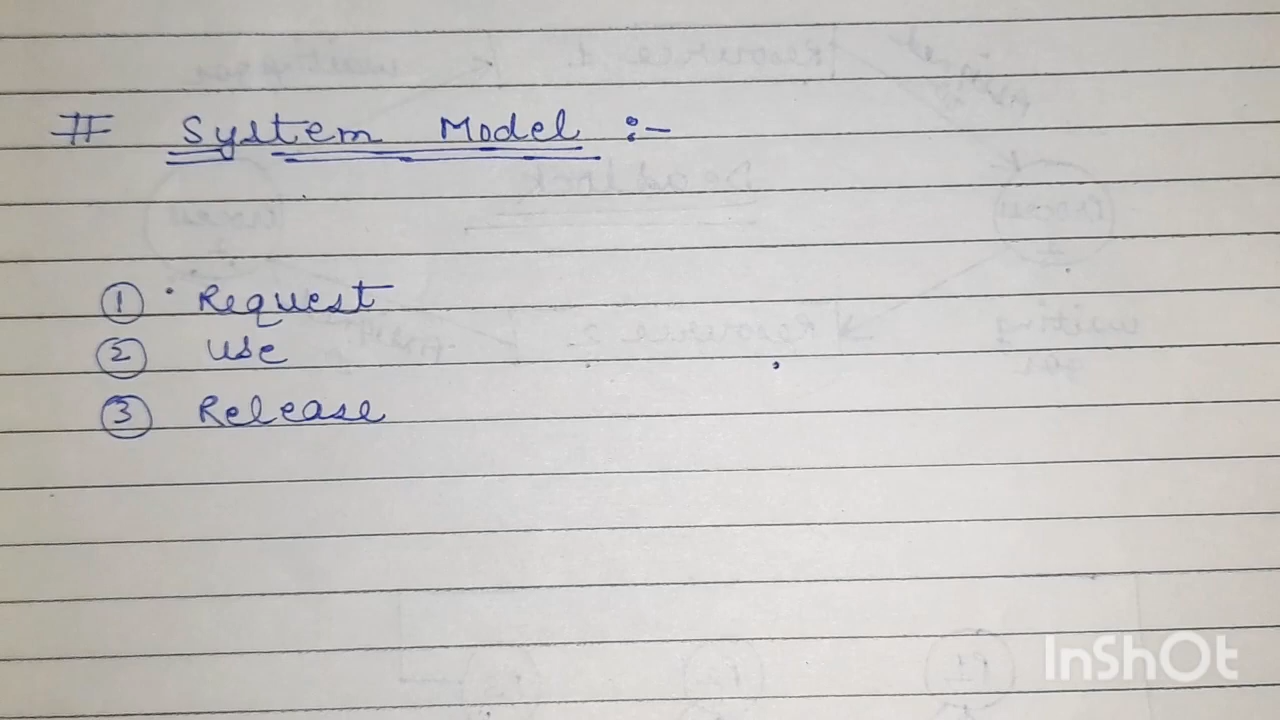 # System Model :-
① Request
② Use
③ Release
InShOt